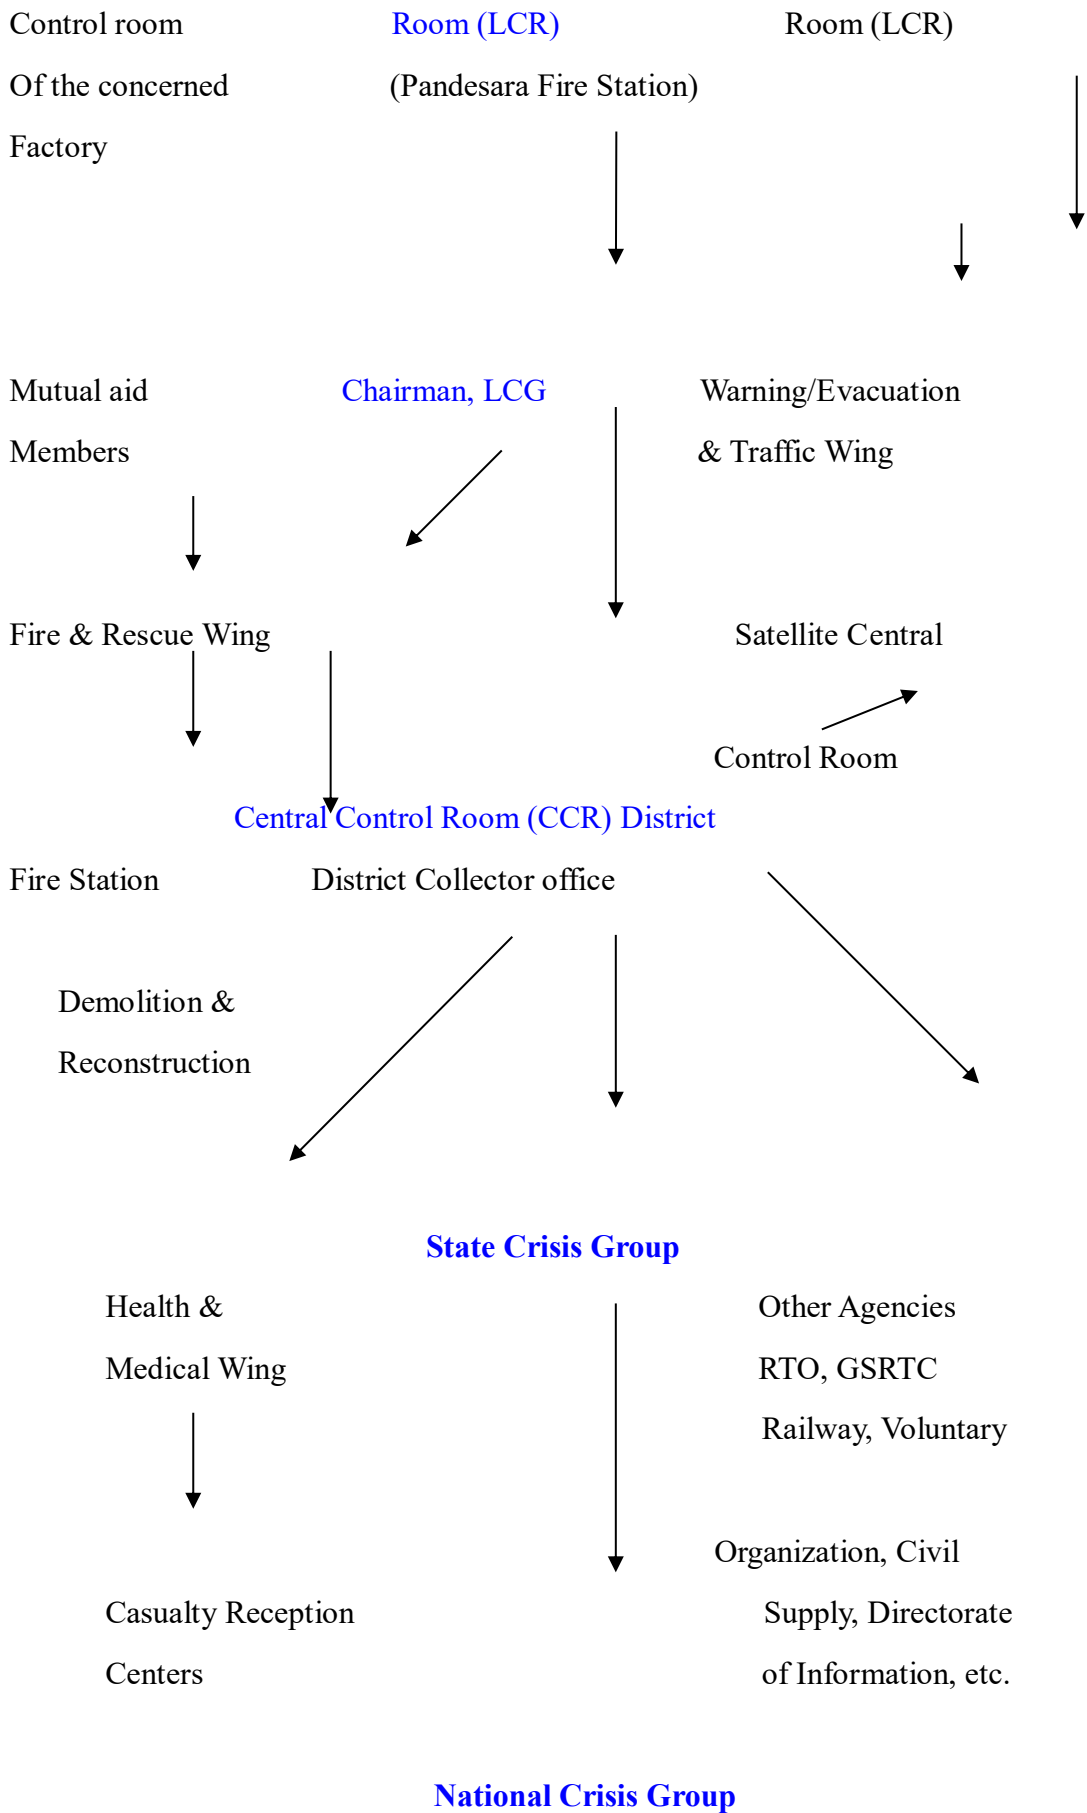 Control room Room (LCR) Room (LCR)
Of the concerned (Pandesara Fire Station)
Factory
Mutual aid Chairman, LCG Warning/Evacuation
Members & Traffic Wing
Fire & Rescue Wing Satellite Central
Control Room
Central Control Room (CCR) District
Fire Station District Collector office
Demolition &
Reconstruction
State Crisis Group
Health & Other Agencies
Medical Wing RTO, GSRTC
Railway, Voluntary
Organization, Civil
Casualty Reception Supply, Directorate
Centers of Information, etc.
National Crisis Group